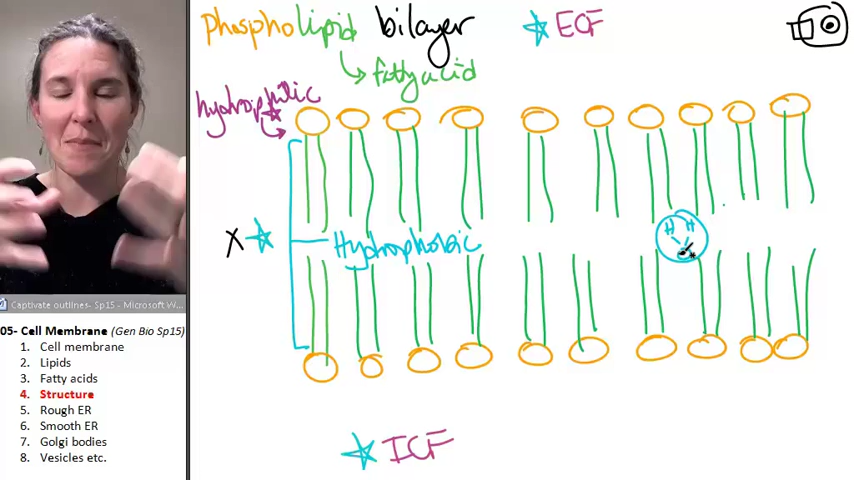 phospholipid bilayer
ECF
fatty acid
hydrophilic
X
Hydrophobic
H H
ICF
Captivate outlines- Sp15 - Microsoft W...
05- Cell Membrane (Gen Bio Sp15)
1. Cell membrane
2. Lipids
3. Fatty acids
4. Structure
5. Rough ER
6. Smooth ER
7. Golgi bodies
8. Vesicles etc.